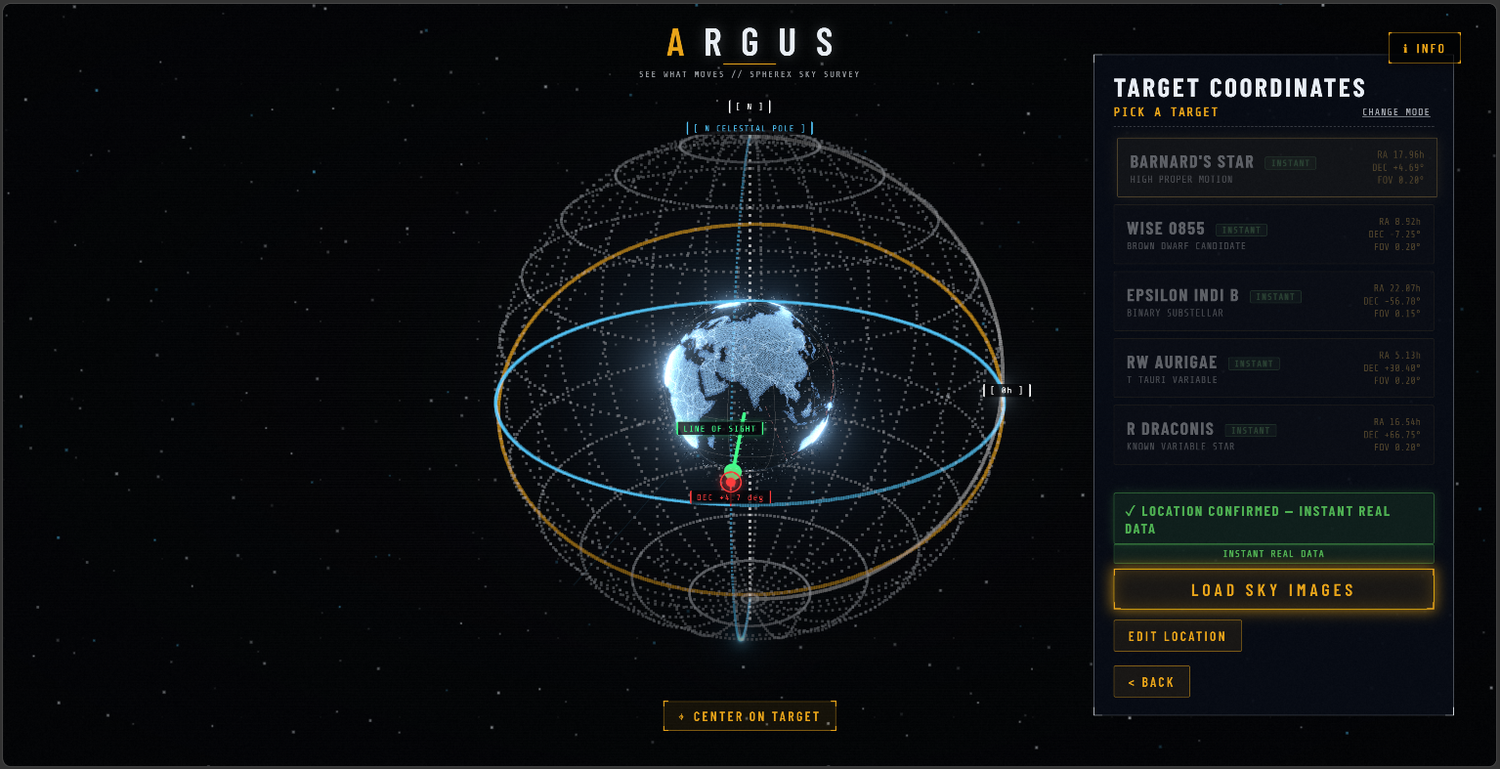 ARGUS
SEE WHAT MOVES // SPHEREX SKY SURVEY
[ N ]
[ N CELESTIAL POLE ]
[ 0h ]
LINE OF SIGHT
DEC +4.7 deg
+ CENTER ON TARGET
i INFO
TARGET COORDINATES
PICK A TARGET
CHANGE MODE
BARNARD'S STAR INSTANT
HIGH PROPER MOTION
RA 17.96h
DEC +4.69°
FOV 0.20°
WISE 0855 INSTANT
BROWN DWARF CANDIDATE
RA 8.92h
DEC -7.25°
FOV 0.20°
EPSILON INDI B INSTANT
BINARY SUBSTELLAR
RA 22.07h
DEC -56.78°
FOV 0.15°
RW AURIGAE INSTANT
T TAURI VARIABLE
RA 5.13h
DEC +30.40°
FOV 0.20°
R DRACONIS INSTANT
KNOWN VARIABLE STAR
RA 16.54h
DEC +66.75°
FOV 0.20°
✓ LOCATION CONFIRMED — INSTANT REAL
DATA
INSTANT REAL DATA
LOAD SKY IMAGES
EDIT LOCATION
< BACK